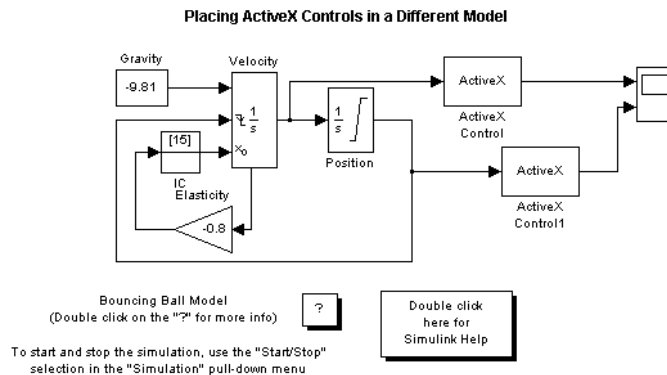 Placing ActiveX Controls in a Different Model
Gravity
Velocity
-9.81
1
s
x₀
[15]
IC
Elasticity
-0.8
1
s
Position
ActiveX
ActiveX
Control
ActiveX
ActiveX
Control1
Bouncing Ball Model
(Double click on the "?" for more info)
?
Double click
here for
Simulink Help
To start and stop the simulation, use the "Start/Stop"
selection in the "Simulation" pull-down menu